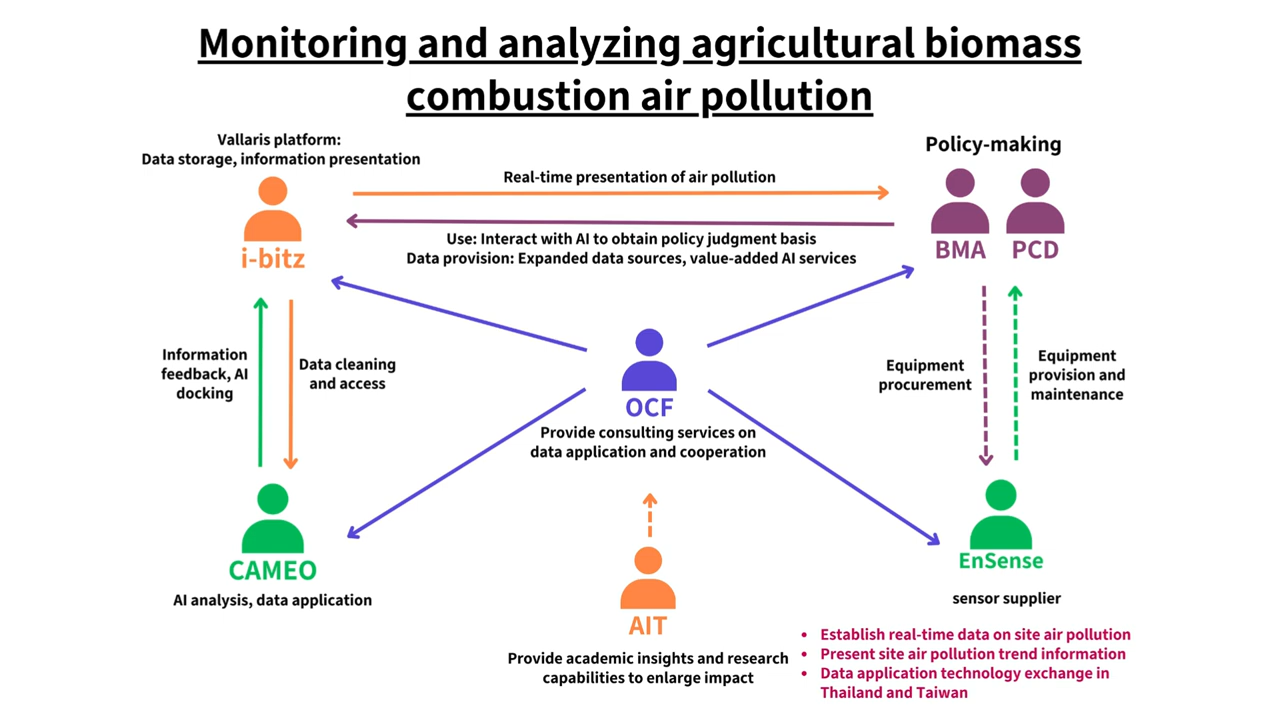 Monitoring and analyzing agricultural biomass
combustion air pollution
Vallaris platform:
Data storage, information presentation
i-bitz
Real-time presentation of air pollution
Use: Interact with AI to obtain policy judgment basis
Data provision: Expanded data sources, value-added AI services
Policy-making
BMA
PCD
Information
feedback, AI
docking
Data cleaning
and access
OCF
Provide consulting services on
data application and cooperation
Equipment
procurement
Equipment
provision and
maintenance
CAMEO
AI analysis, data application
AIT
Provide academic insights and research
capabilities to enlarge impact
EnSense
sensor supplier
• Establish real-time data on site air pollution
• Present site air pollution trend information
• Data application technology exchange in
Thailand and Taiwan